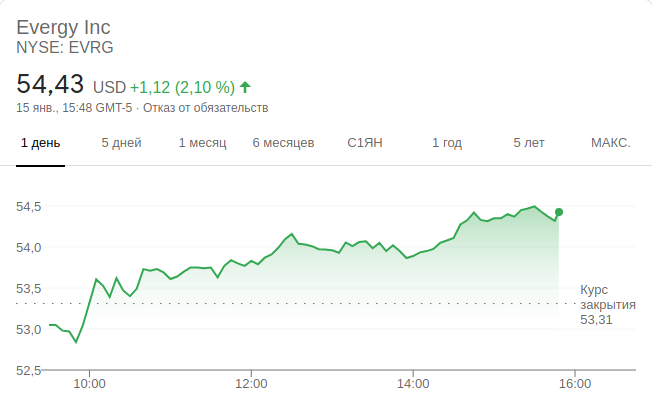 Evergy Inc
NYSE: EVRG
54,43 USD +1,12 (2,10 %)
15 янв., 15:48 GMT-5 · Отказ от обязательств
1 день 5 дней 1 месяц 6 месяцев С1ЯН 1 год 5 лет МАКС.
54,5
54,0
53,5
53,0
52,5
Курс
закрытия
53,31
10:00 12:00 14:00 16:00